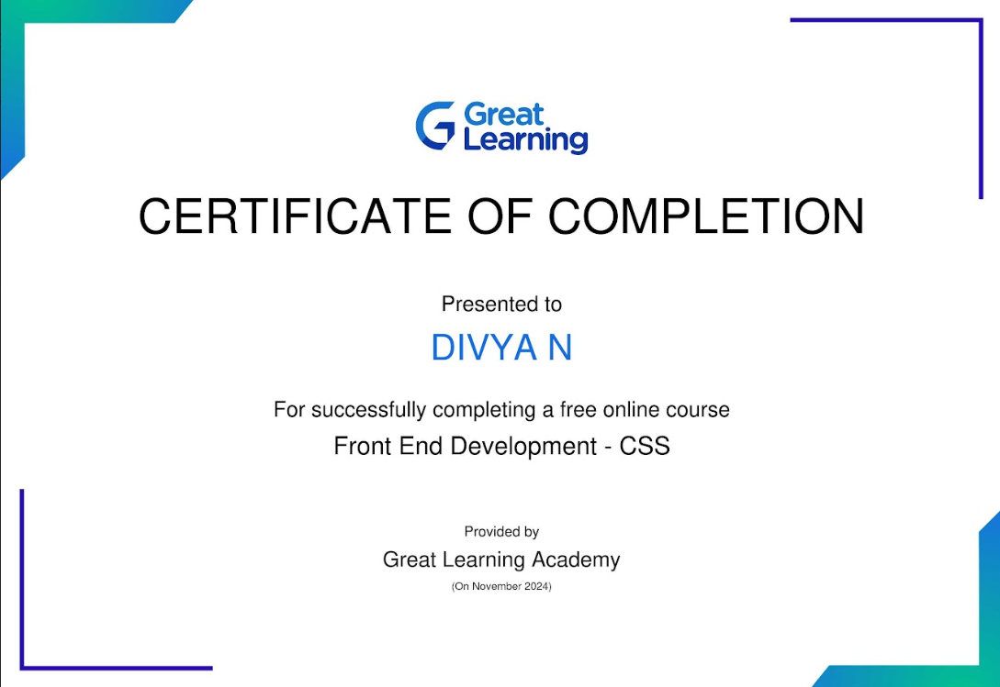 Great
Learning
CERTIFICATE OF COMPLETION
Presented to
DIVYA N
For successfully completing a free online course
Front End Development - CSS
Provided by
Great Learning Academy
(On November 2024)